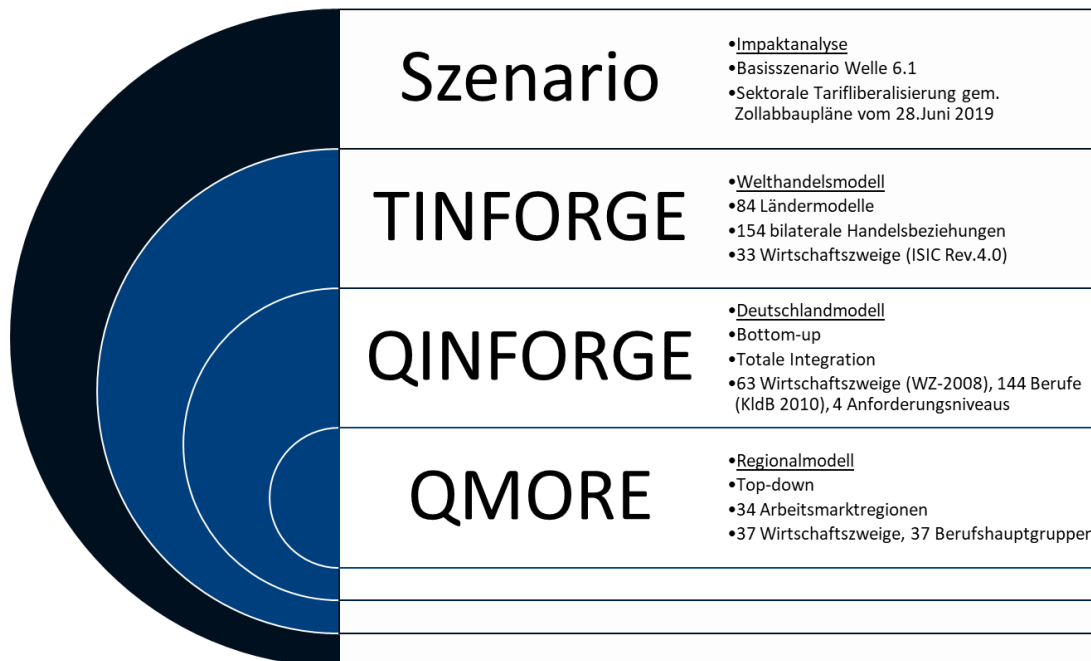 Szenario
•Impaktanalyse
•Basisszenario Welle 6.1
•Sektorale Tarifliberalisierung gem.
Zollabbaupläne vom 28.Juni 2019
TINFORGE
•Welthandelsmodell
•84 Ländermodelle
•154 bilaterale Handelsbeziehungen
•33 Wirtschaftszweige (ISIC Rev.4.0)
QINFORGE
•Deutschlandmodell
•Bottom-up
•Totale Integration
•63 Wirtschaftszweige (WZ-2008), 144 Berufe
(KldB 2010), 4 Anforderungsniveaus
QMORE
•Regionalmodell
•Top-down
•34 Arbeitsmarktregionen
•37 Wirtschaftszweige, 37 Berufshauptgruppen